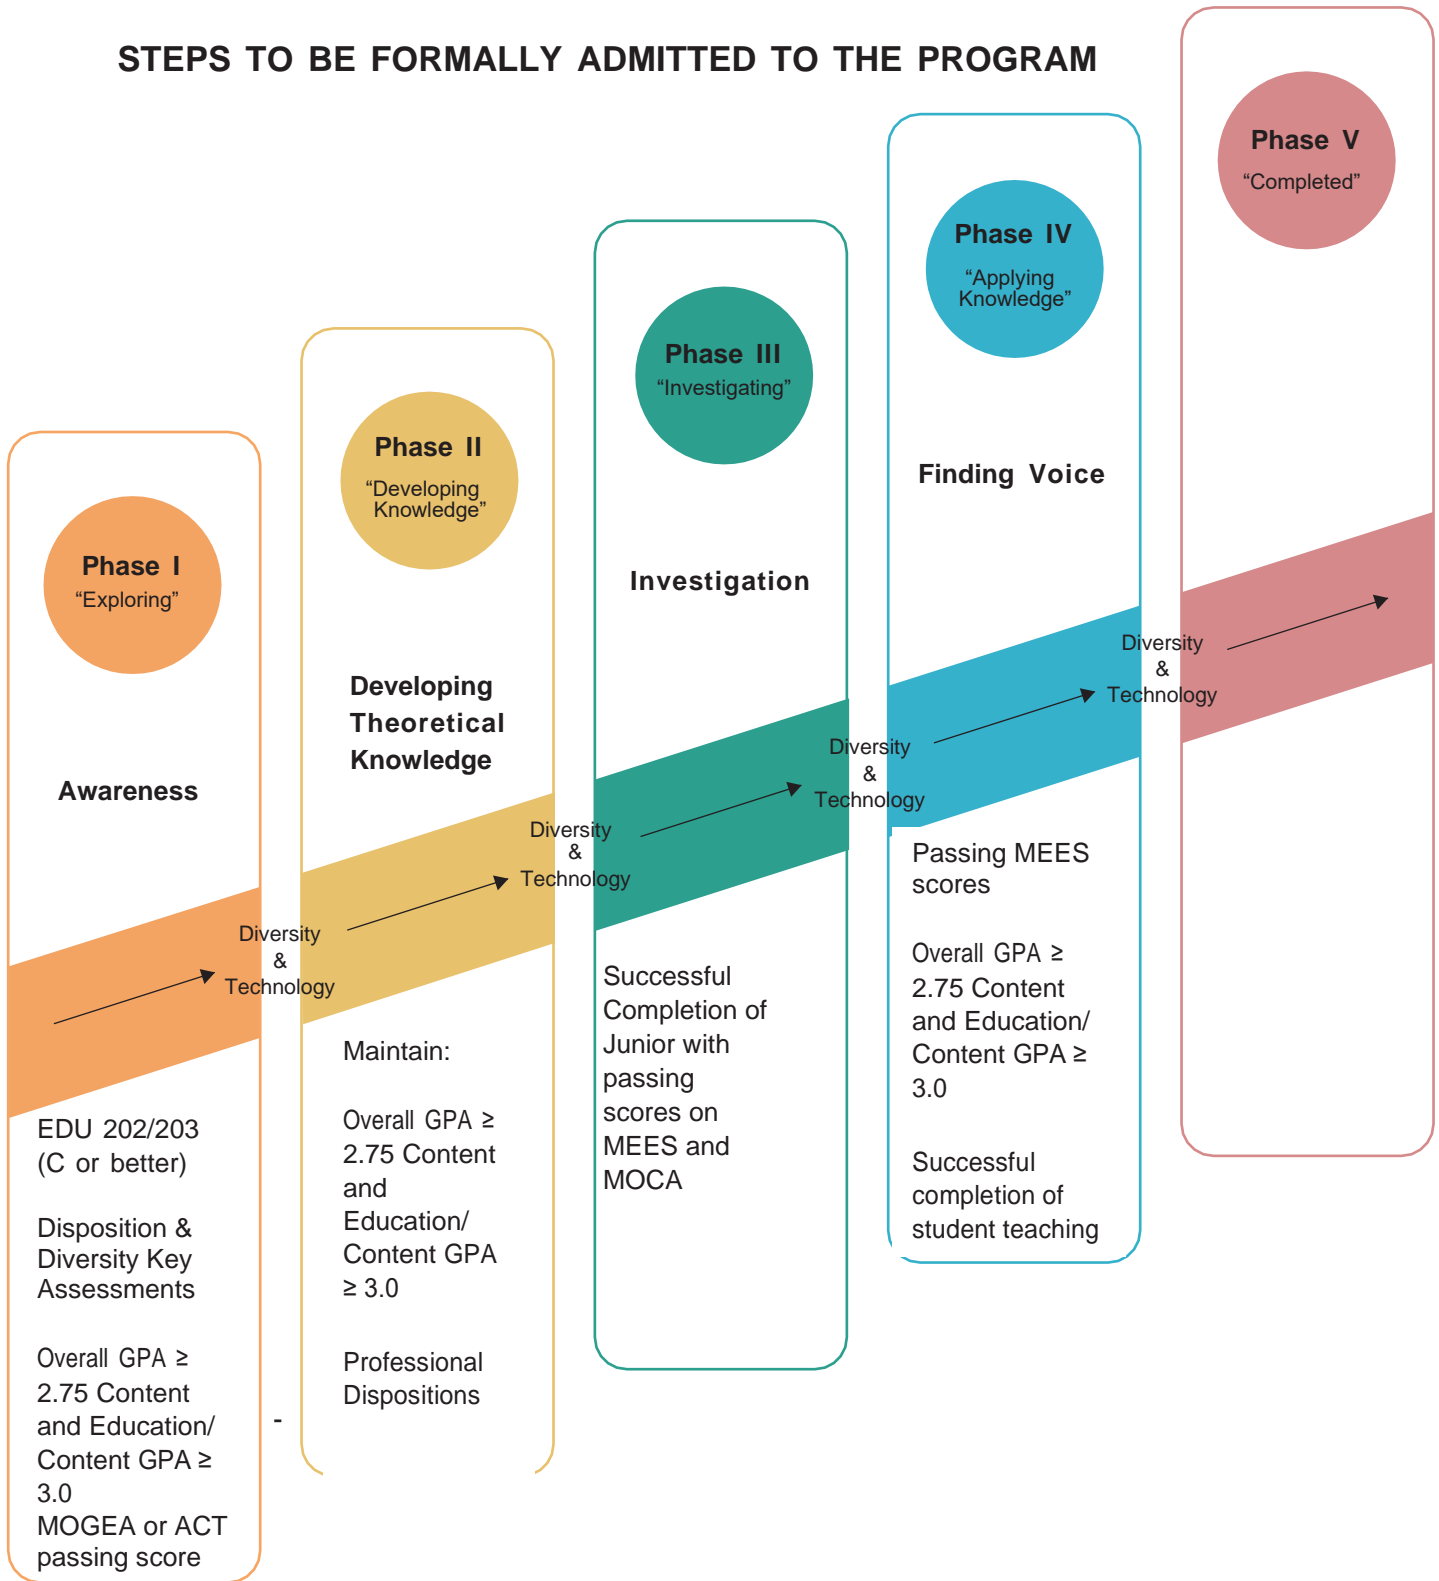 STEPS TO BE FORMALLY ADMITTED TO THE PROGRAM
Phase I
“Exploring”
Awareness
EDU 202/203
(C or better)
Disposition &
Diversity Key
Assessments
Overall GPA ≥
2.75 Content
and Education/
Content GPA ≥
3.0
MOGEA or ACT
passing score
Diversity
&
Technology
-
Phase II
“Developing
Knowledge”
Developing
Theoretical
Knowledge
Maintain:
Overall GPA ≥
2.75 Content
and
Education/
Content GPA
≥ 3.0
Professional
Dispositions
Diversity
&
Technology
Phase III
“Investigating”
Investigation
Successful
Completion of
Junior with
passing
scores on
MEES and
MOCA
Diversity
&
Technology
Phase IV
“Applying
Knowledge”
Finding Voice
Passing MEES
scores
Overall GPA ≥
2.75 Content
and Education/
Content GPA ≥
3.0
Successful
completion of
student teaching
Diversity
&
Technology
Phase V
“Completed”